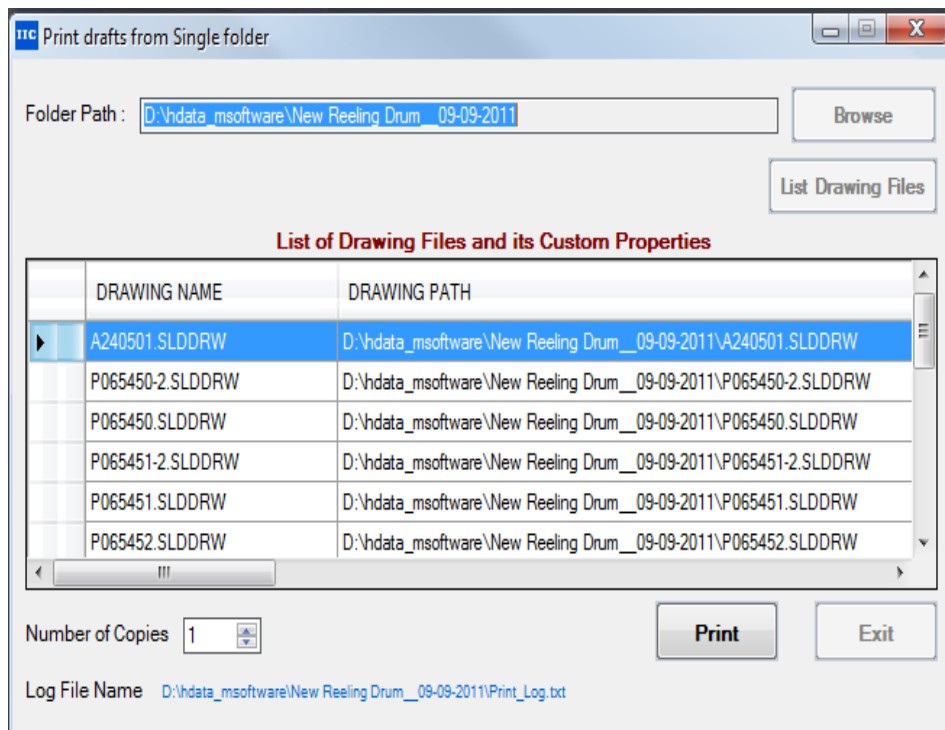 IIC Print drafts from Single folder
Folder Path : D:\hdata_msoftware\New Reeling Drum__09-09-2011 Browse
List Drawing Files
List of Drawing Files and its Custom Properties
DRAWING NAME DRAWING PATH
A240501.SLDDRW D:\hdata_msoftware\New Reeling Drum__09-09-2011\A240501.SLDDRW
P065450-2.SLDDRW D:\hdata_msoftware\New Reeling Drum__09-09-2011\P065450-2.SLDDRW
P065450.SLDDRW D:\hdata_msoftware\New Reeling Drum__09-09-2011\P065450.SLDDRW
P065451-2.SLDDRW D:\hdata_msoftware\New Reeling Drum__09-09-2011\P065451-2.SLDDRW
P065451.SLDDRW D:\hdata_msoftware\New Reeling Drum__09-09-2011\P065451.SLDDRW
P065452.SLDDRW D:\hdata_msoftware\New Reeling Drum__09-09-2011\P065452.SLDDRW
Number of Copies 1 Print Exit
Log File Name D:\hdata_msoftware\New Reeling Drum__09-09-2011\Print_Log.txt